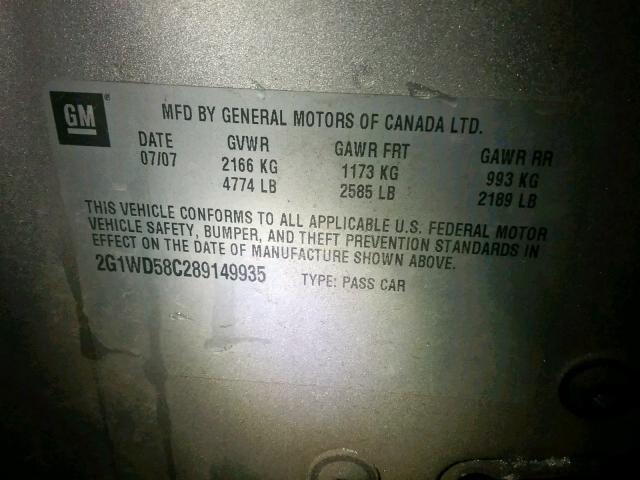 GM ®
MFD BY GENERAL MOTORS OF CANADA LTD.
DATE GVWR GAWR FRT GAWR RR
07/07 2166 KG 1173 KG 993 KG
4774 LB 2585 LB 2189 LB
THIS VEHICLE CONFORMS TO ALL APPLICABLE U.S. FEDERAL MOTOR
VEHICLE SAFETY, BUMPER, AND THEFT PREVENTION STANDARDS IN
EFFECT ON THE DATE OF MANUFACTURE SHOWN ABOVE.
2G1WD58C289149935 TYPE: PASS CAR